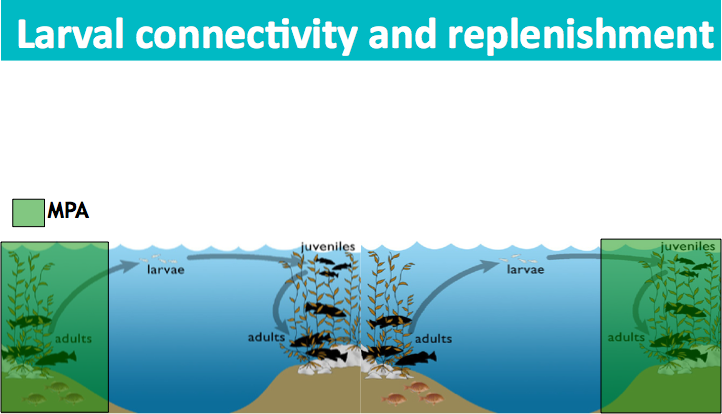 Larval connectivity and replenishment
MPA
juveniles
larvae
adults
adults
juveniles
larvae
adults
adults